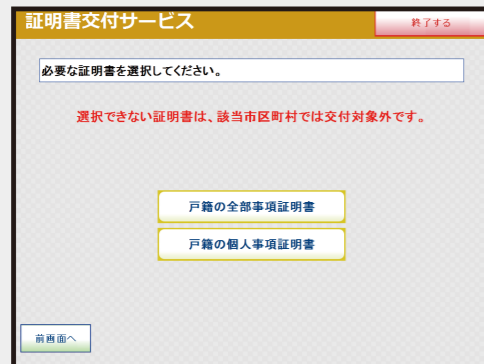 証明書交付サービス
終了する
必要な証明書を選択してください。
選択できない証明書は、該当市区町村では交付対象外です。
戸籍の全部事項証明書
戸籍の個人事項証明書
前画面へ